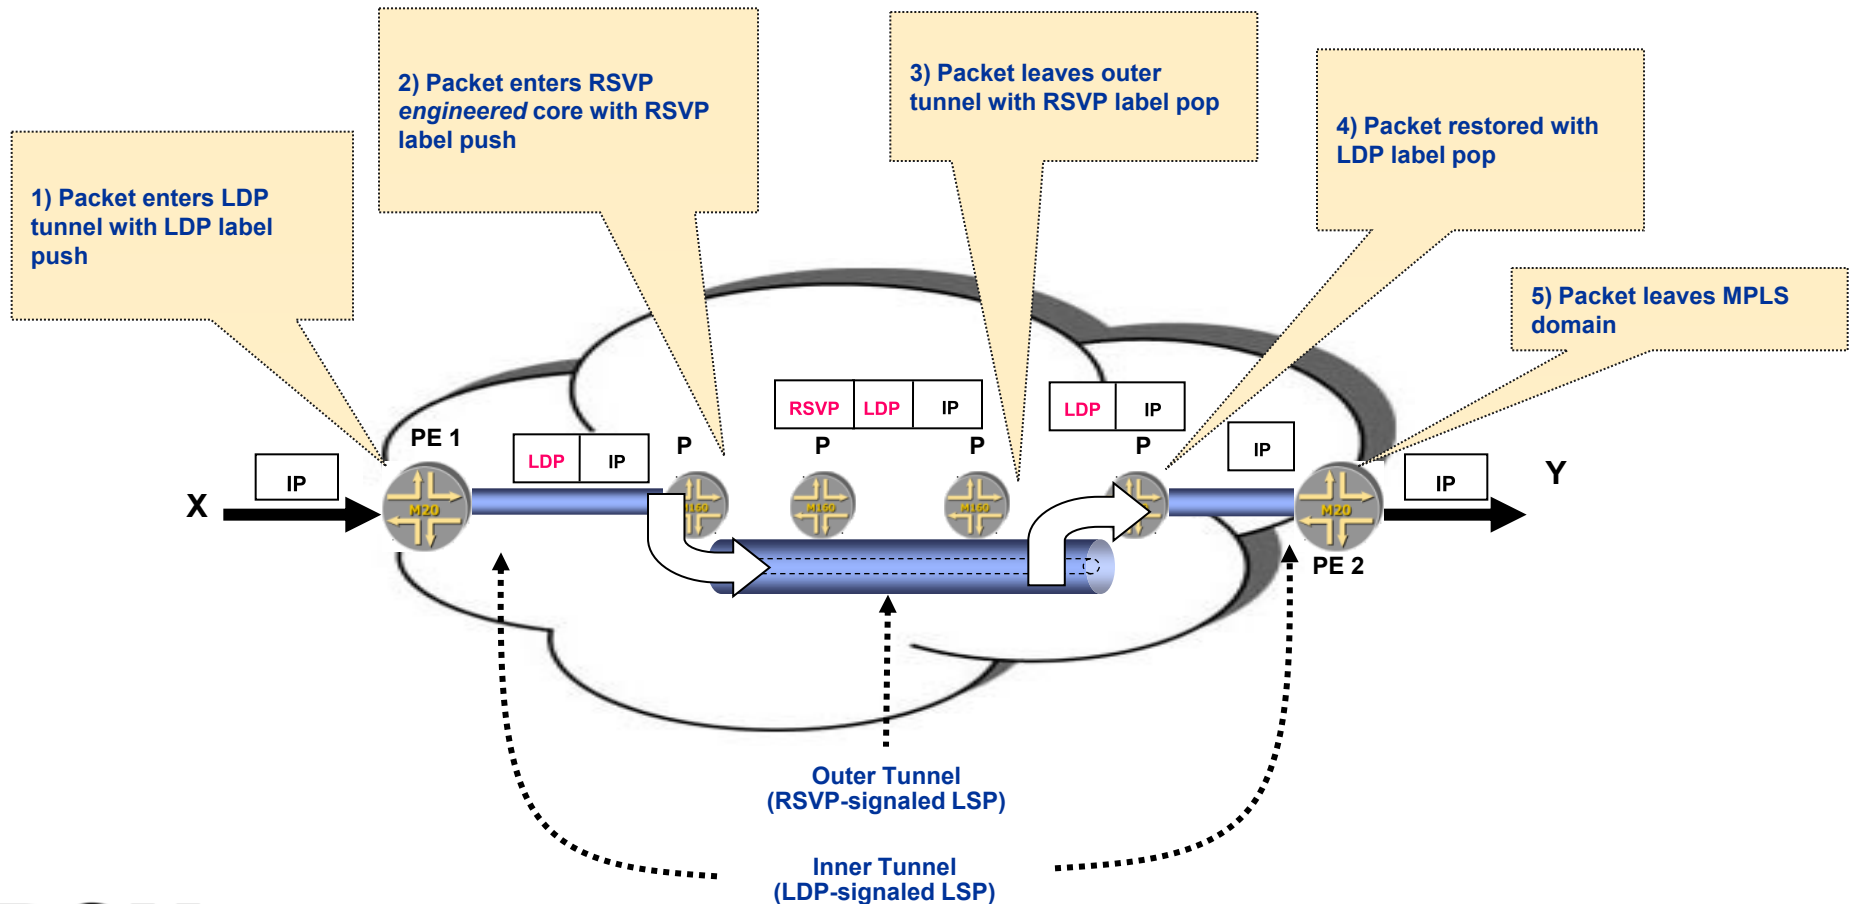 1) Packet enters LDP
tunnel with LDP label
push
2) Packet enters RSVP
engineered core with RSVP
label push
3) Packet leaves outer
tunnel with RSVP label pop
4) Packet restored with
LDP label pop
5) Packet leaves MPLS
domain
RSVP LDP IP
LDP IP
PE 1
P
P
P
P
IP
LDP IP
IP
IP
X
Y
M20
M160
M160
M160
M20
PE 2
Outer Tunnel
(RSVP-signaled LSP)
Inner Tunnel
(LDP-signaled LSP)